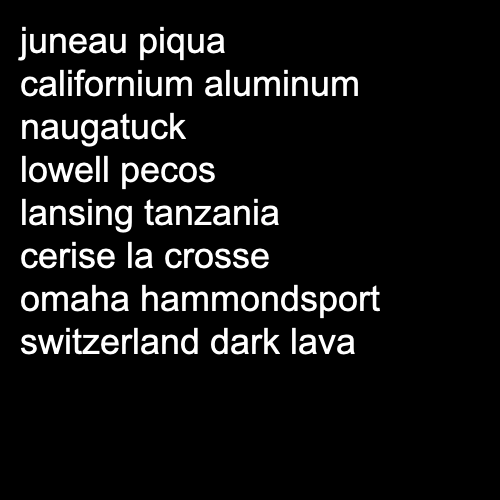 juneau piqua
californium aluminum
naugatuck
lowell pecos
lansing tanzania
cerise la crosse
omaha hammondsport
switzerland dark lava